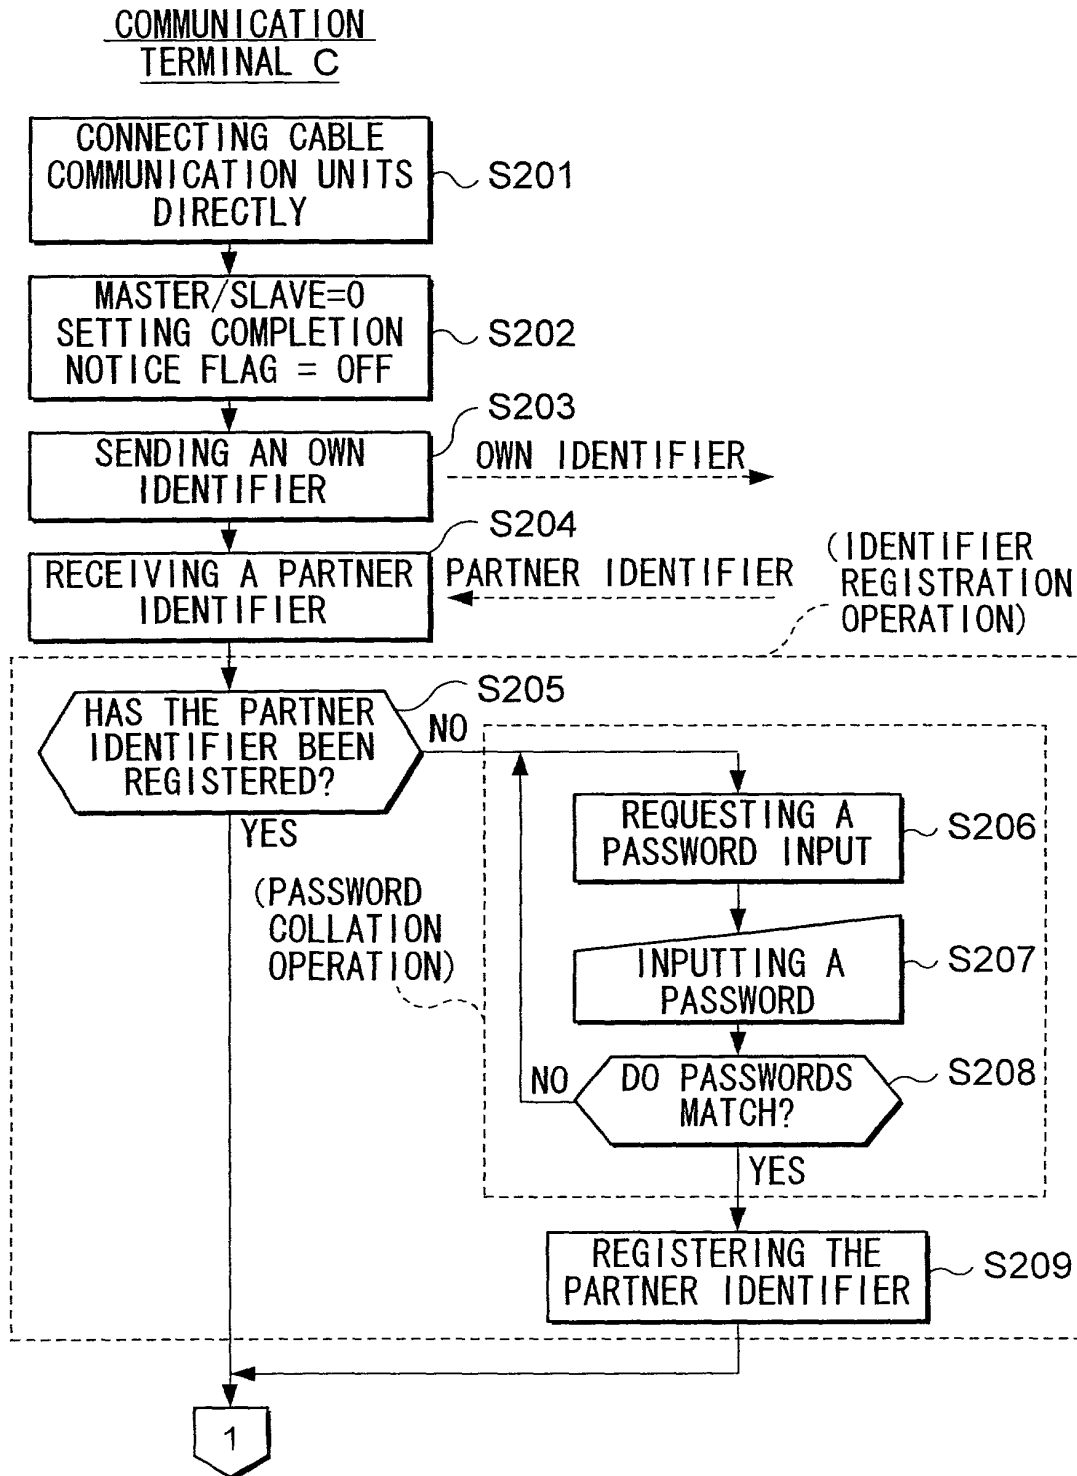 COMMUNICATION
TERMINAL C
CONNECTING CABLE
COMMUNICATION UNITS
DIRECTLY
S201
MASTER/SLAVE=0
SETTING COMPLETION
NOTICE FLAG = OFF
S202
S203
SENDING AN OWN
IDENTIFIER
OWN IDENTIFIER
S204
RECEIVING A PARTNER
IDENTIFIER
PARTNER IDENTIFIER
(IDENTIFIER
REGISTRATION
OPERATION)
S205
HAS THE PARTNER
IDENTIFIER BEEN
REGISTERED?
NO
YES
REQUESTING A
PASSWORD INPUT
S206
(PASSWORD
COLLATION
OPERATION)
INPUTTING A
PASSWORD
S207
DO PASSWORDS
MATCH?
S208
NO
YES
REGISTERING THE
PARTNER IDENTIFIER
S209
1